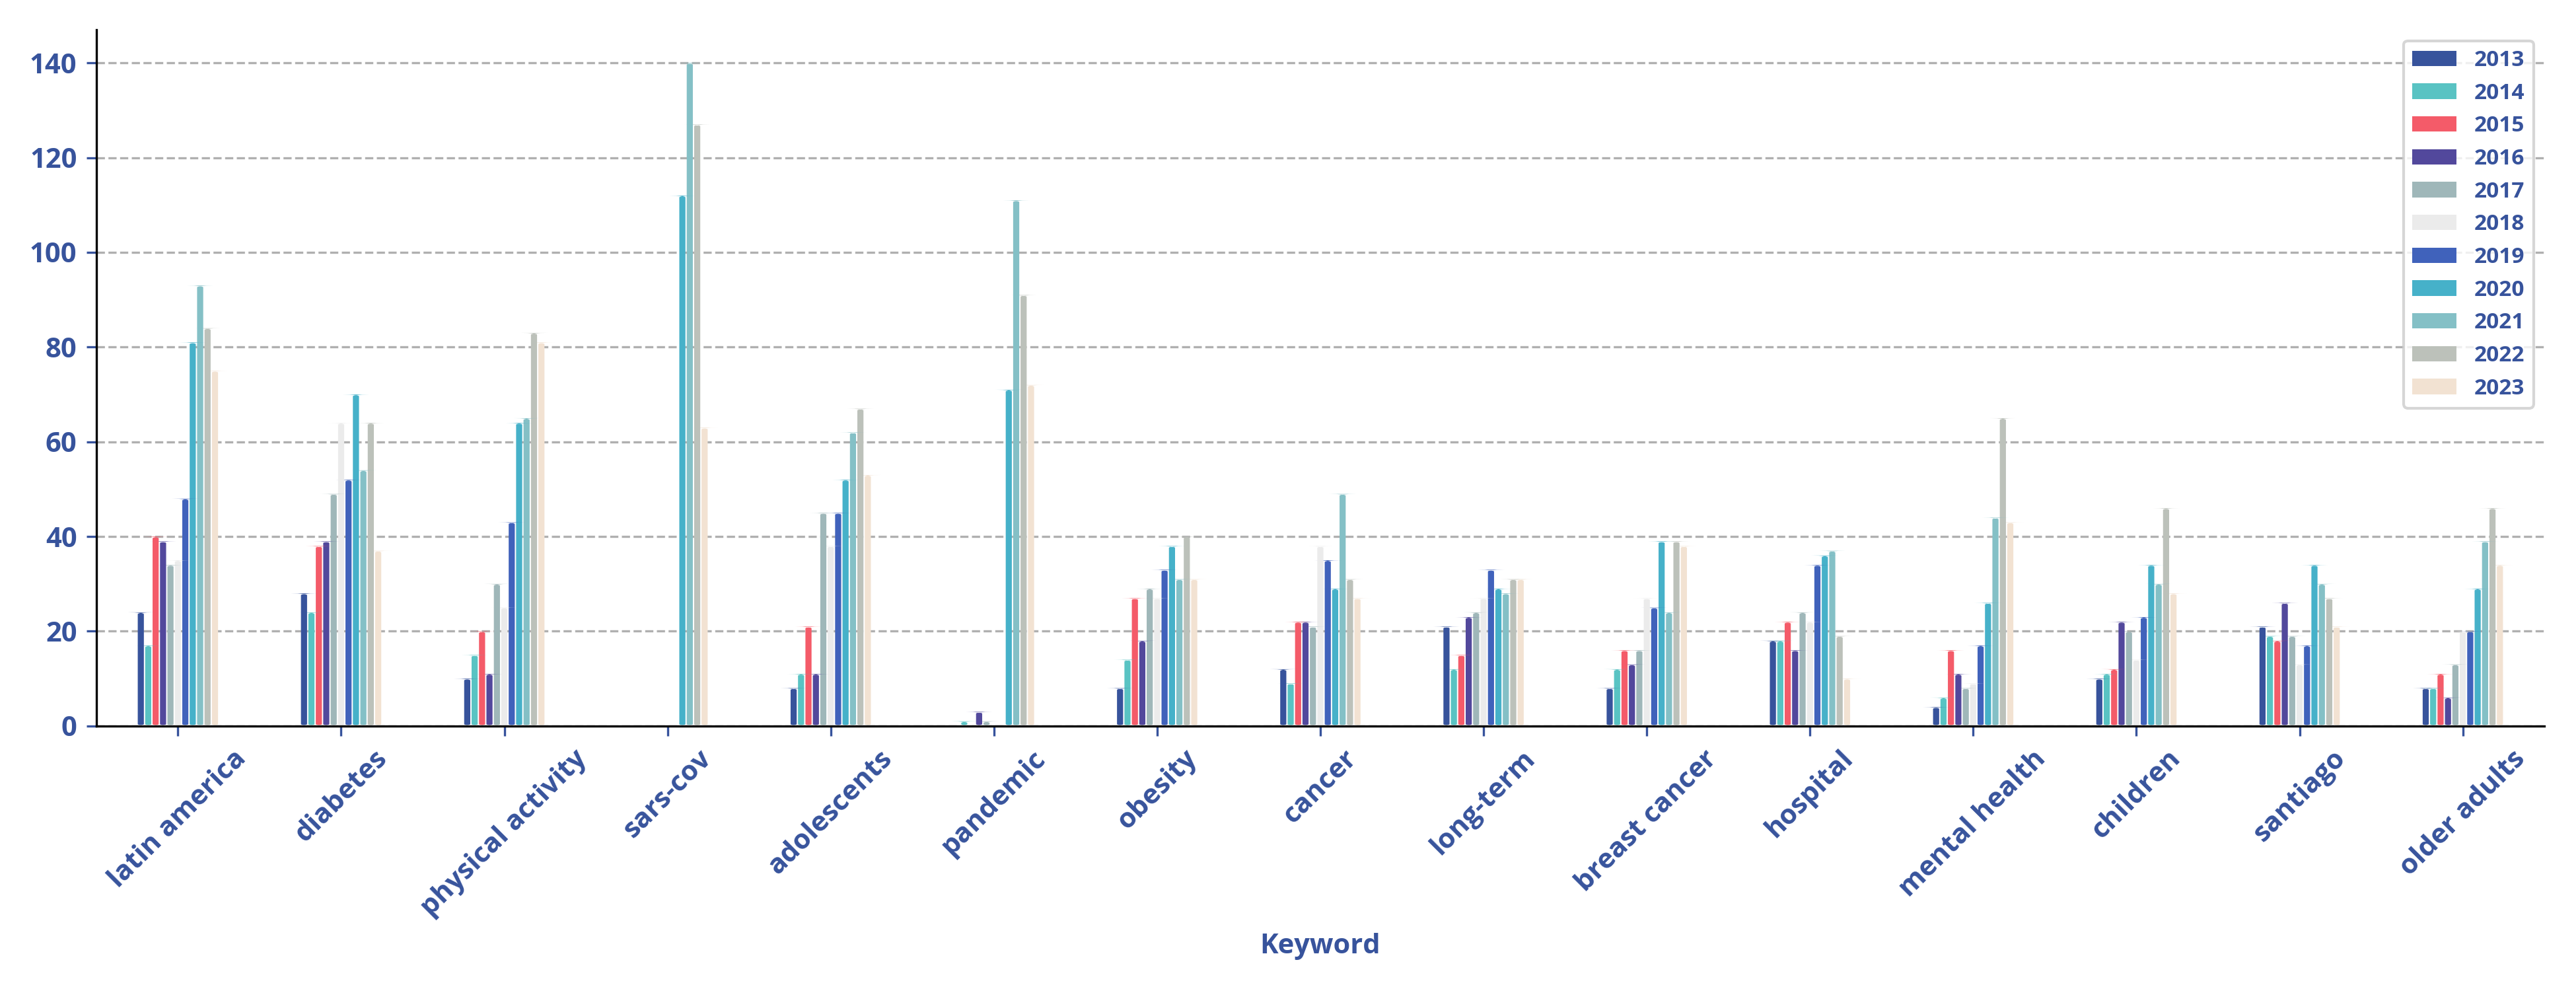 140
120
100
80
60
40
20
0
2013
2014
2015
2016
2017
2018
2019
2020
2021
2022
2023
latin america
diabetes
physical activity
sars-cov
adolescents
pandemic
obesity
cancer
long-term
breast cancer
hospital
mental health
children
santiago
older adults
Keyword